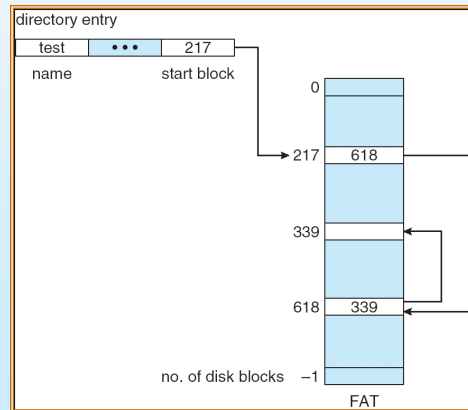 directory entry
test ••• 217
name start block
0
217 618
339
618 339
no. of disk blocks –1
FAT